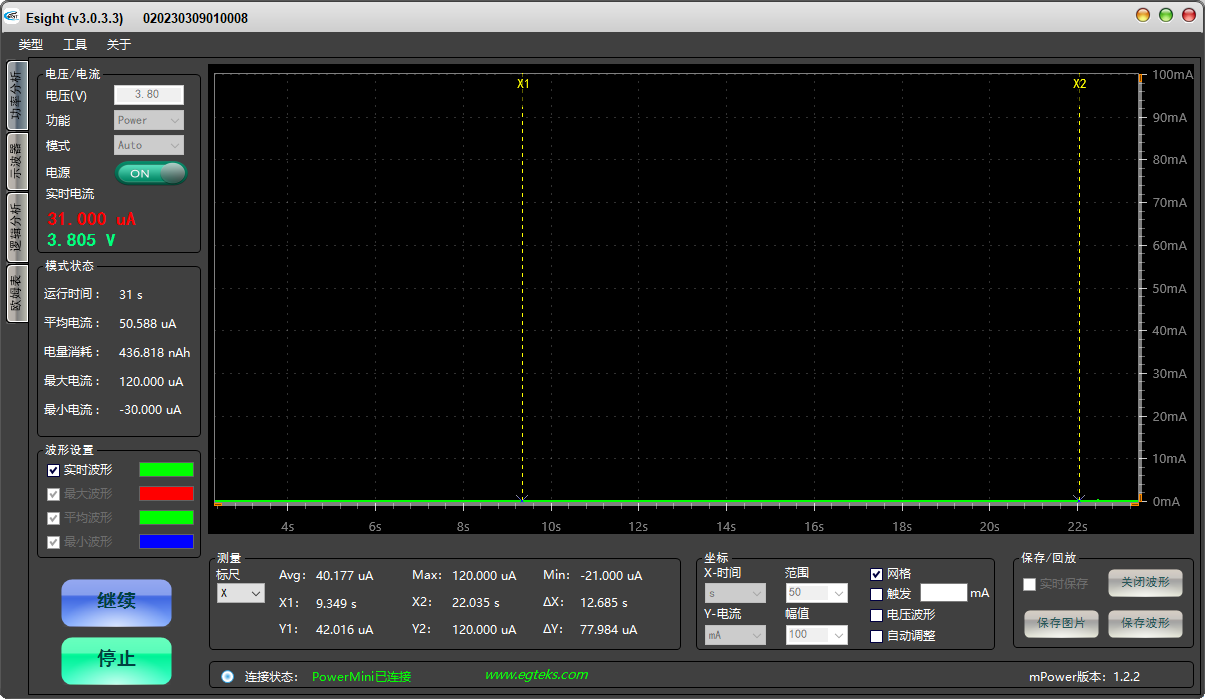 Esight (v3.0.3.3) 020230309010008
类型 工具 关于
功率分析
示波器
逻辑分析
欧姆表
电压/电流
电压(V) 3.80
功能 Power
模式 Auto
电源 ON
实时电流
31.000 uA
3.805 V
模式状态
运行时间： 31 s
平均电流： 50.588 uA
电量消耗： 436.818 nAh
最大电流： 120.000 uA
最小电流： -30.000 uA
波形设置
实时波形
最大波形
平均波形
最小波形
继续
停止
X1 X2
100mA
90mA
80mA
70mA
60mA
50mA
40mA
30mA
20mA
10mA
0mA
4s 6s 8s 10s 12s 14s 16s 18s 20s 22s
测量
标尺
X
Avg: 40.177 uA Max: 120.000 uA Min: -21.000 uA
X1: 9.349 s X2: 22.035 s ΔX: 12.685 s
Y1: 42.016 uA Y2: 120.000 uA ΔY: 77.984 uA
坐标
X-时间 范围 网格
s 50 触发 mA
Y-电流 幅值 电压波形
mA 100 自动调整
保存/回放
实时保存 关闭波形
保存图片 保存波形
连接状态: PowerMini已连接 www.egteks.com mPower版本: 1.2.2